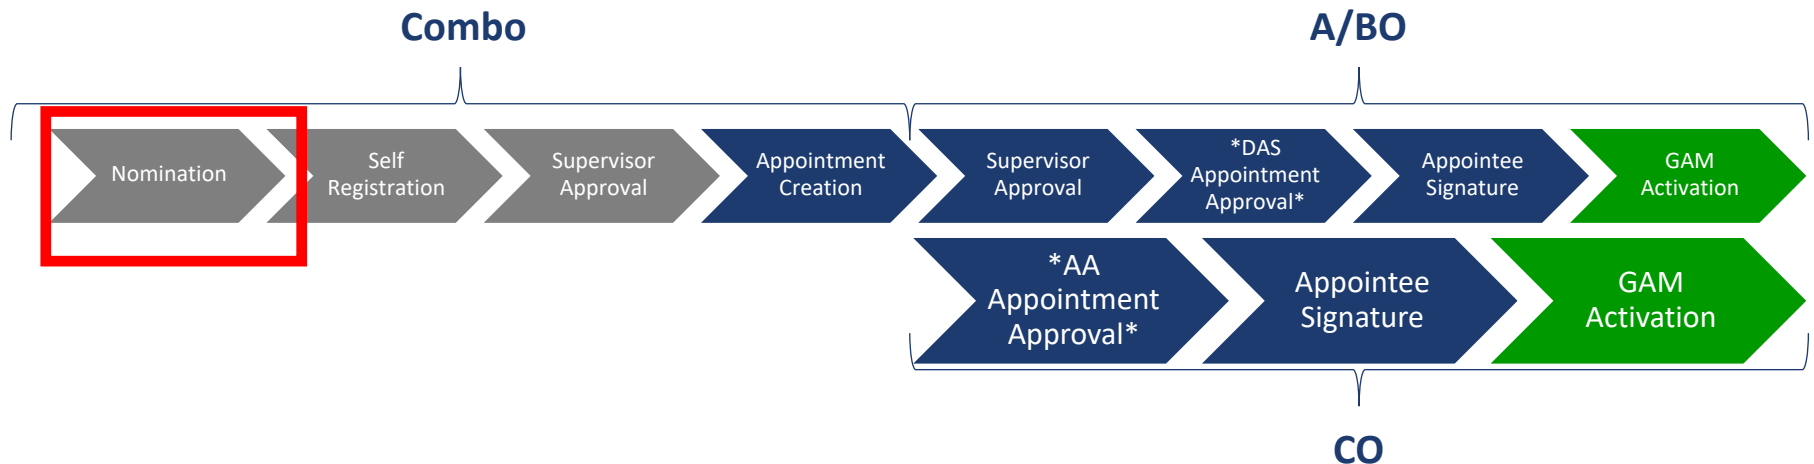 Combo
A/BO
Nomination
Self
Registration
Supervisor
Approval
Appointment
Creation
Supervisor
Approval
*DAS
Appointment
Approval*
Appointee
Signature
GAM
Activation
*AA
Appointment
Approval*
Appointee
Signature
GAM
Activation
CO